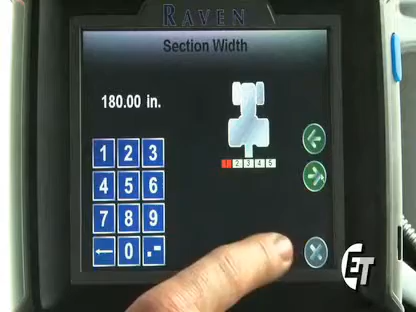 RAVEN
Section Width
180.00 in.
1 2 3 4 5
1 2 3
4 5 6
7 8 9
← 0 .-
ET